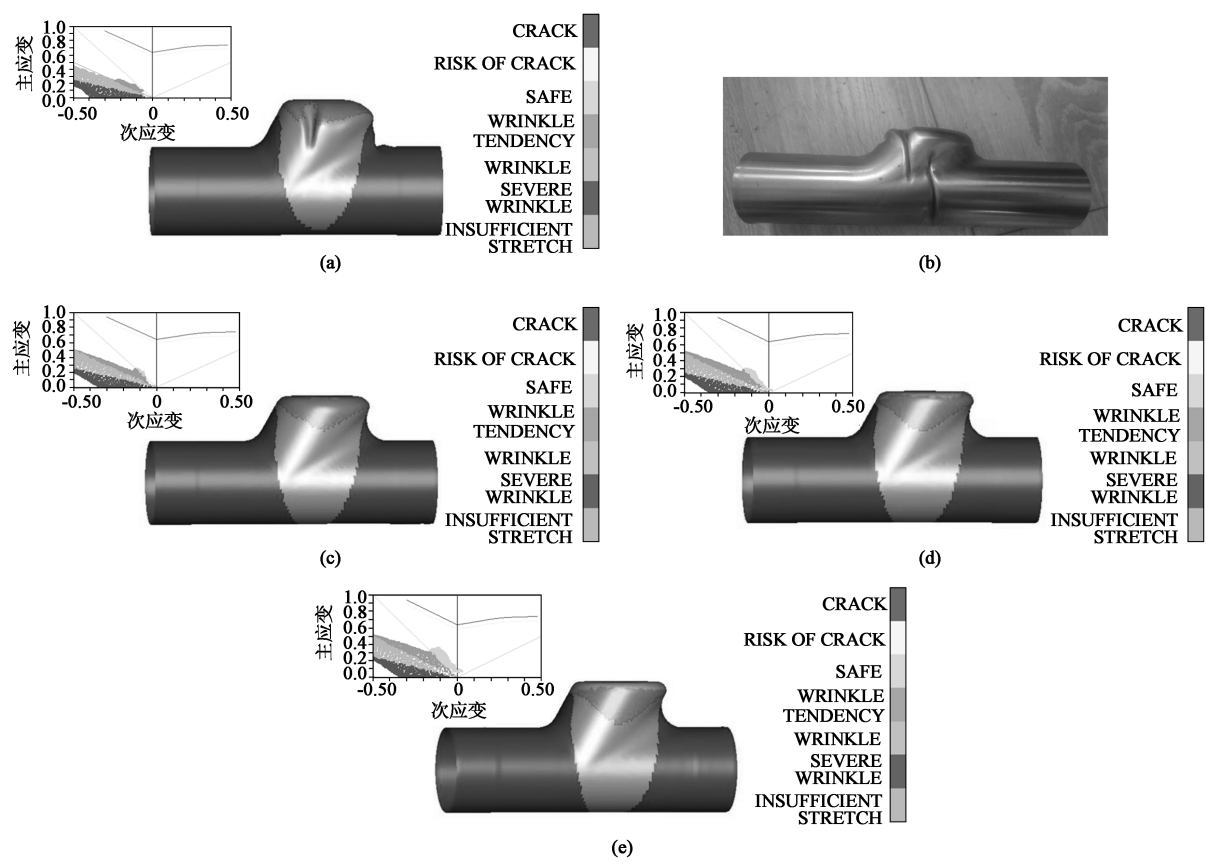 1.0
0.8
0.6
0.4
0.2
0.0
主应变
-0.50
0
0.50
次应变
CRACK
RISK OF CRACK
SAFE
WRINKLE
TENDENCY
WRINKLE
SEVERE
WRINKLE
INSUFFICIENT
STRETCH
(a)
(b)
1.0
0.8
0.6
0.4
0.2
0.0
主应变
-0.50
0
0.50
次应变
CRACK
RISK OF CRACK
SAFE
WRINKLE
TENDENCY
WRINKLE
SEVERE
WRINKLE
INSUFFICIENT
STRETCH
(c)
1.0
0.8
0.6
0.4
0.2
0.0
主应变
-0.50
0
0.50
次应变
CRACK
RISK OF CRACK
SAFE
WRINKLE
TENDENCY
WRINKLE
SEVERE
WRINKLE
INSUFFICIENT
STRETCH
(d)
1.0
0.8
0.6
0.4
0.2
0.0
主应变
-0.50
0
0.50
次应变
CRACK
RISK OF CRACK
SAFE
WRINKLE
TENDENCY
WRINKLE
SEVERE
WRINKLE
INSUFFICIENT
STRETCH
(e)